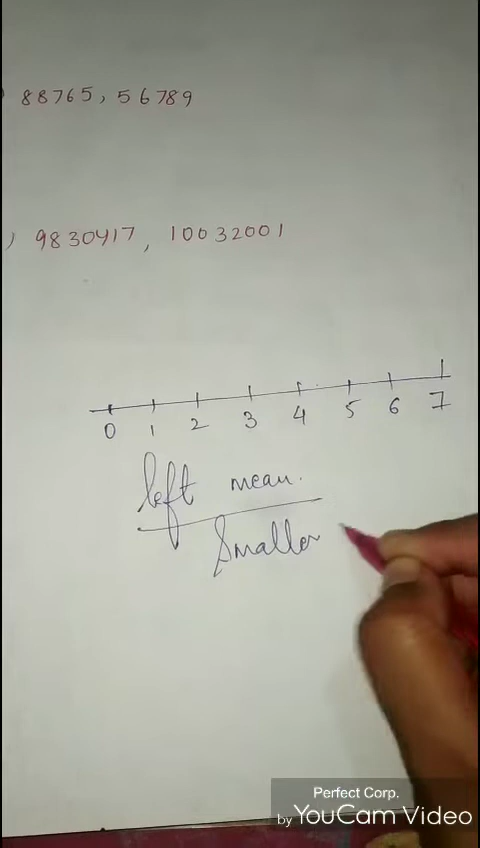 ) 88765, 56789
) 9830417, 10032001
0 1 2 3 4 5 6 7
left mean.
Smaller
Perfect Corp.
by YouCam Video